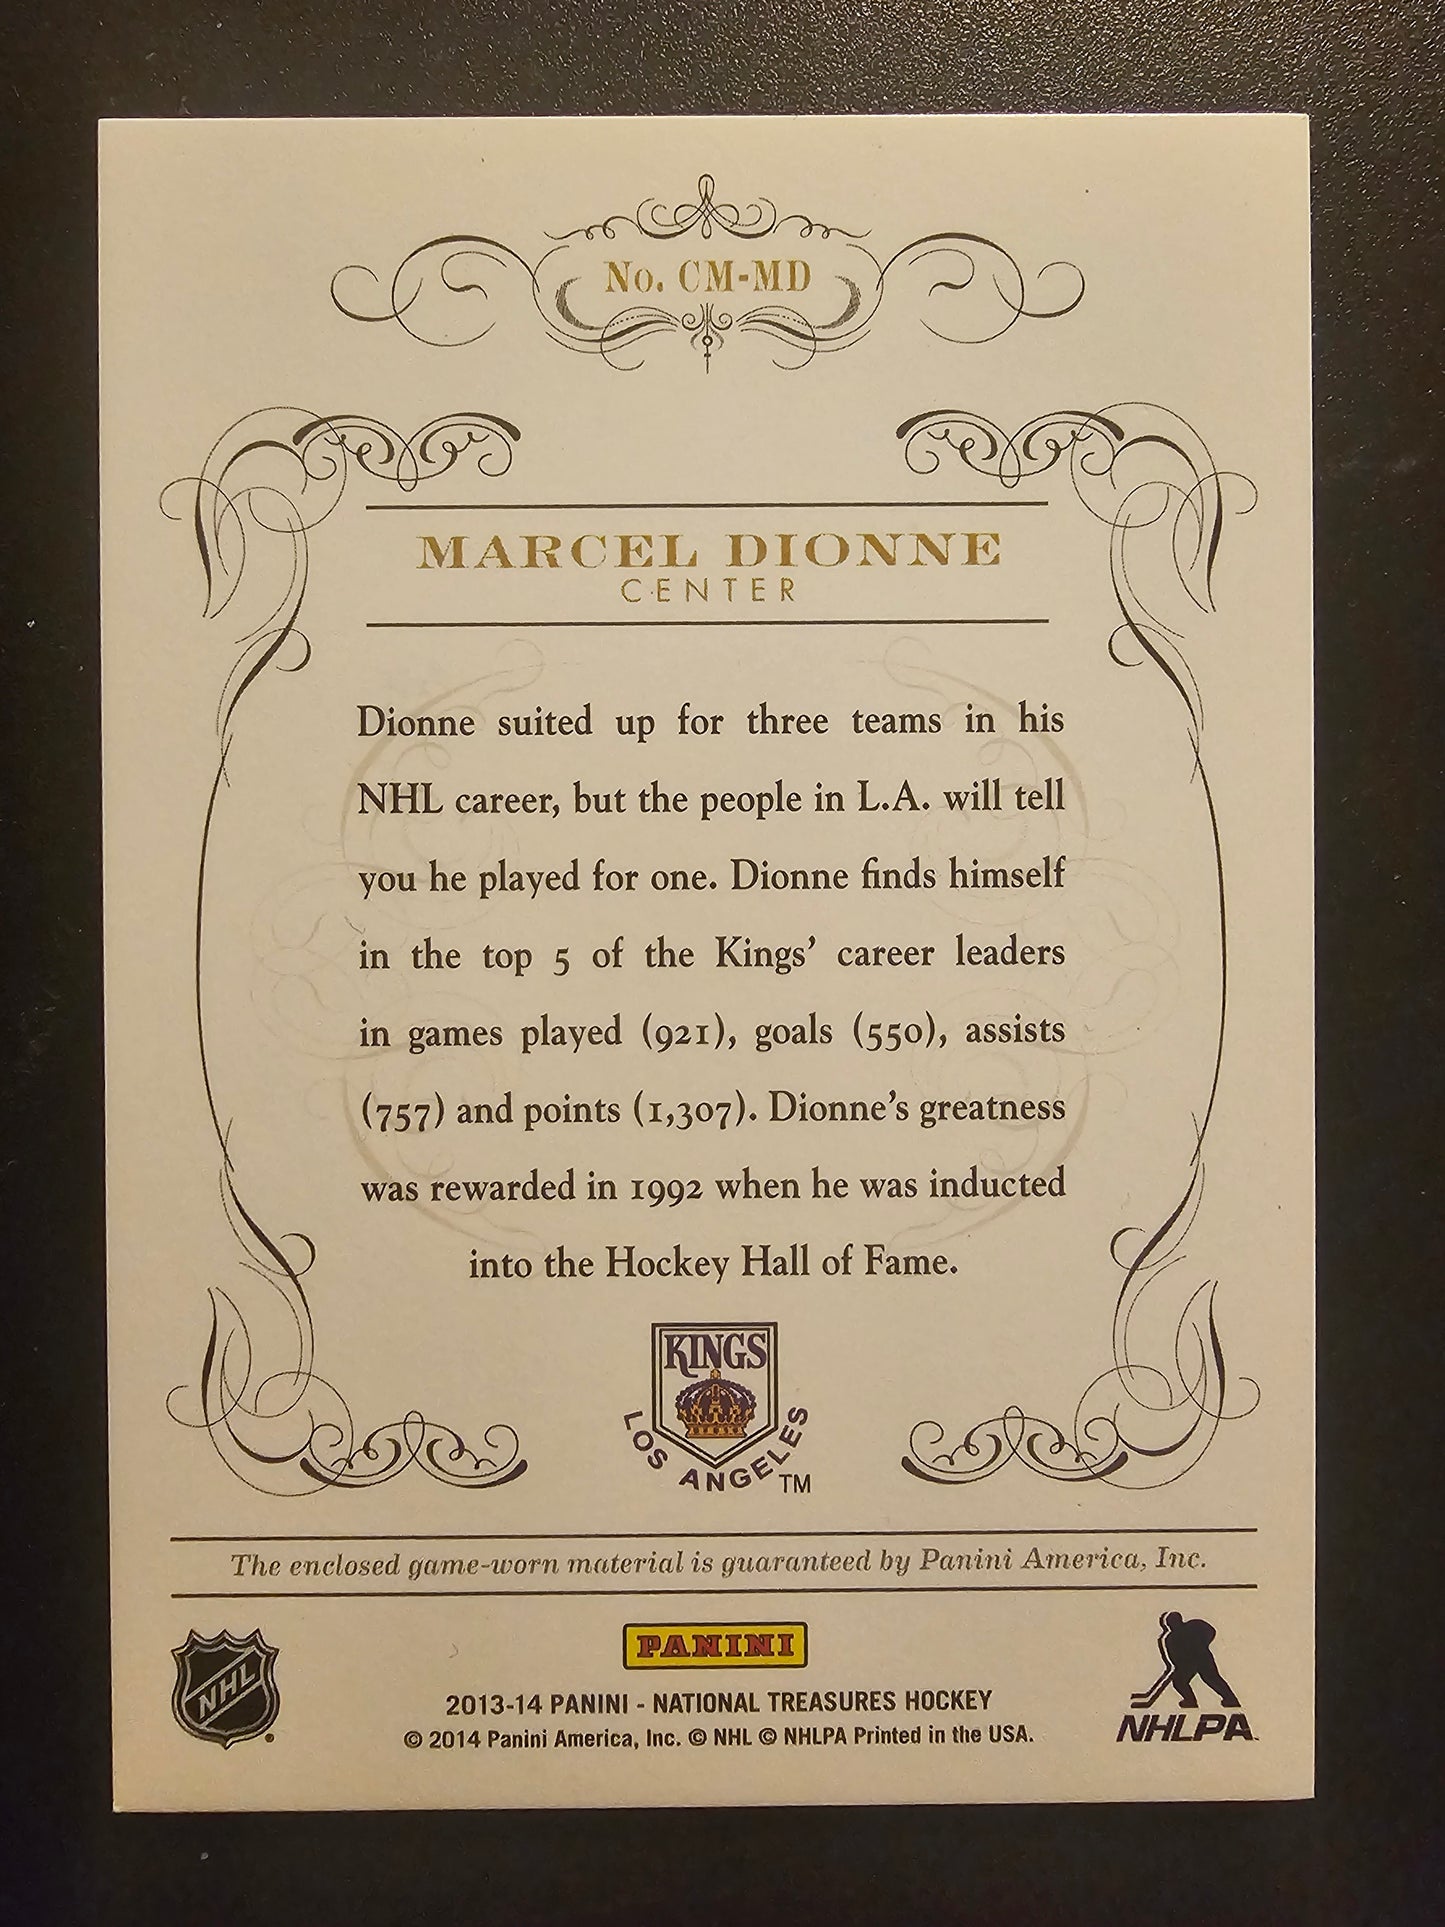 No. CM-MD
MARCEL DIONNE
CENTER
Dionne suited up for three teams in his
NHL career, but the people in L.A. will tell
you he played for one. Dionne finds himself
in the top 5 of the Kings’ career leaders
in games played (921), goals (550), assists
(757) and points (1,307). Dionne’s greatness
was rewarded in 1992 when he was inducted
into the Hockey Hall of Fame.
KINGS
LOS ANGELES TM
The enclosed game-worn material is guaranteed by Panini America, Inc.
NHL
PANINI
2013-14 PANINI - NATIONAL TREASURES HOCKEY
© 2014 Panini America, Inc. © NHL © NHLPA Printed in the USA.
NHLPA